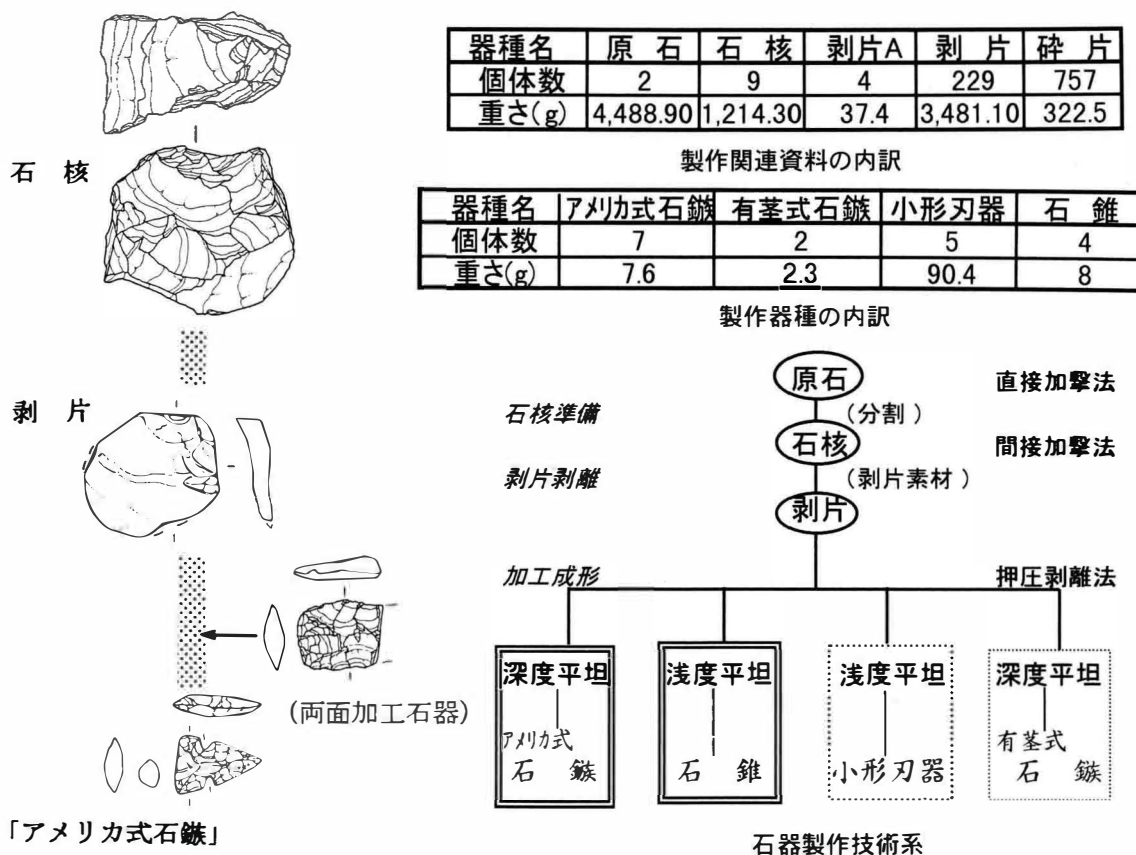 石 核
剥 片
(両面加工石器)
「アメリカ式石鏃」
器種名 原 石 石 核 剥片A 剥 片 砕 片
個体数 2 9 4 229 757
重さ(g) 4,488.90 1,214.30 37.4 3,481.10 322.5
製作関連資料の内訳
器種名 アメリカ式石鏃 有茎式石鏃 小形刃器 石 錐
個体数 7 2 5 4
重さ(g) 7.6 2.3 90.4 8
製作器種の内訳
原石 直接加撃法
石核準備 (分割)
石核 間接加撃法
剥片剥離 (剥片素材)
剥片
加工成形 押圧剥離法
深度平坦 浅度平坦 浅度平坦 深度平坦
アメリカ式 有茎式
石 鏃 石 錐 小形刃器 石 鏃
石器製作技術系